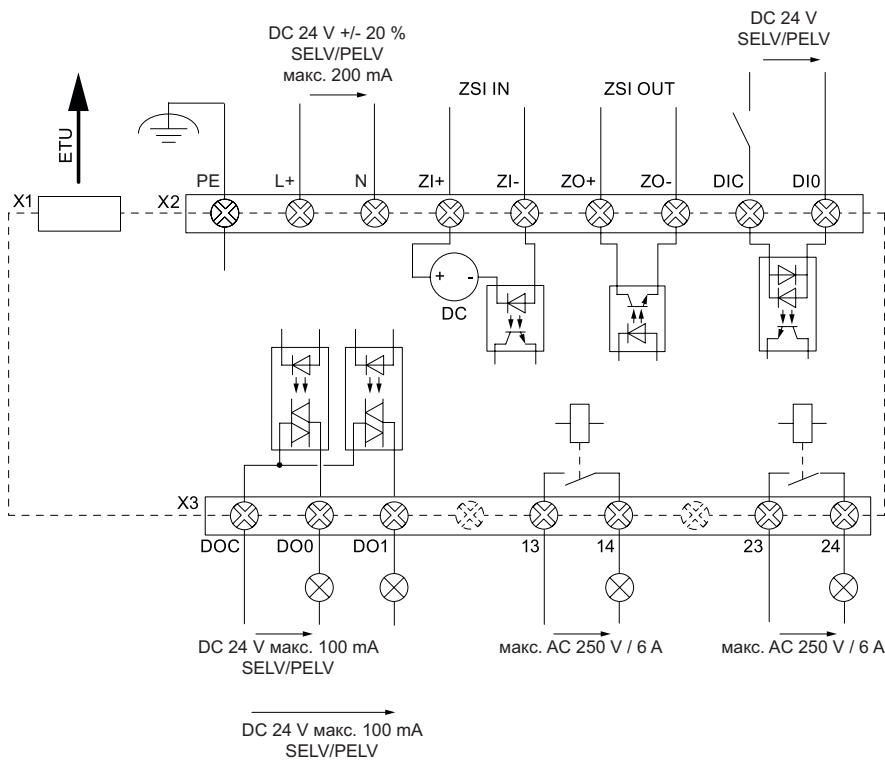 DC 24 V +/- 20 %
SELV/PELV
макс. 200 mA
DC 24 V
SELV/PELV
ZSI IN
ZSI OUT
ETU
PE
L+
N
ZI+
ZI-
ZO+
ZO-
DIC
DI0
X1
X2
+
-
DC
X3
DOC
DO0
DO1
13
14
23
24
DC 24 V макс. 100 mA
SELV/PELV
макс. AC 250 V / 6 A
макс. AC 250 V / 6 A
DC 24 V макс. 100 mA
SELV/PELV